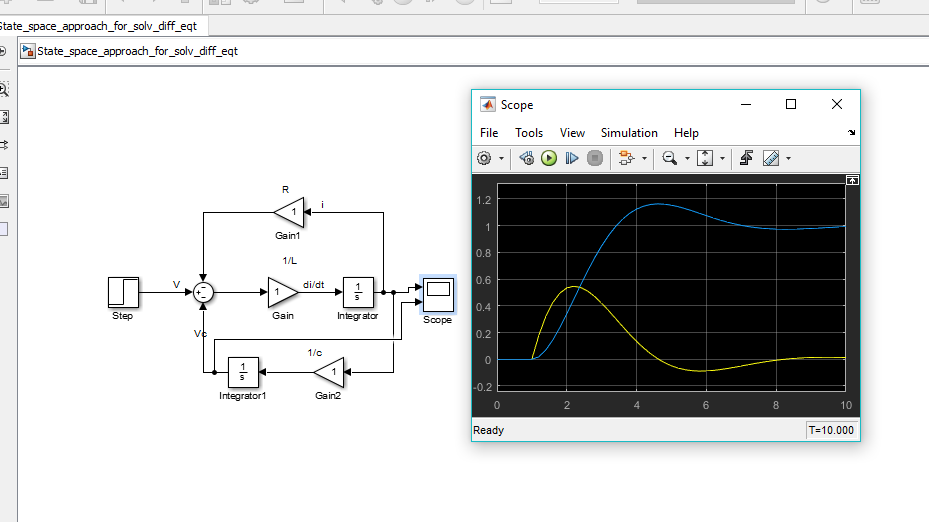 State_space_approach_for_solv_diff_eqt
State_space_approach_for_solv_diff_eqt
Scope
File Tools View Simulation Help
1.2
1
0.8
0.6
0.4
0.2
0
-0.2
0 2 4 6 8 10
Ready T=10.000
R
1
i
Gain1
1/L
V
+
-
-
1
di/dt
1
s
Step
Gain
Integrator
Scope
Vc
1/c
1
s
1
Integrator1
Gain2